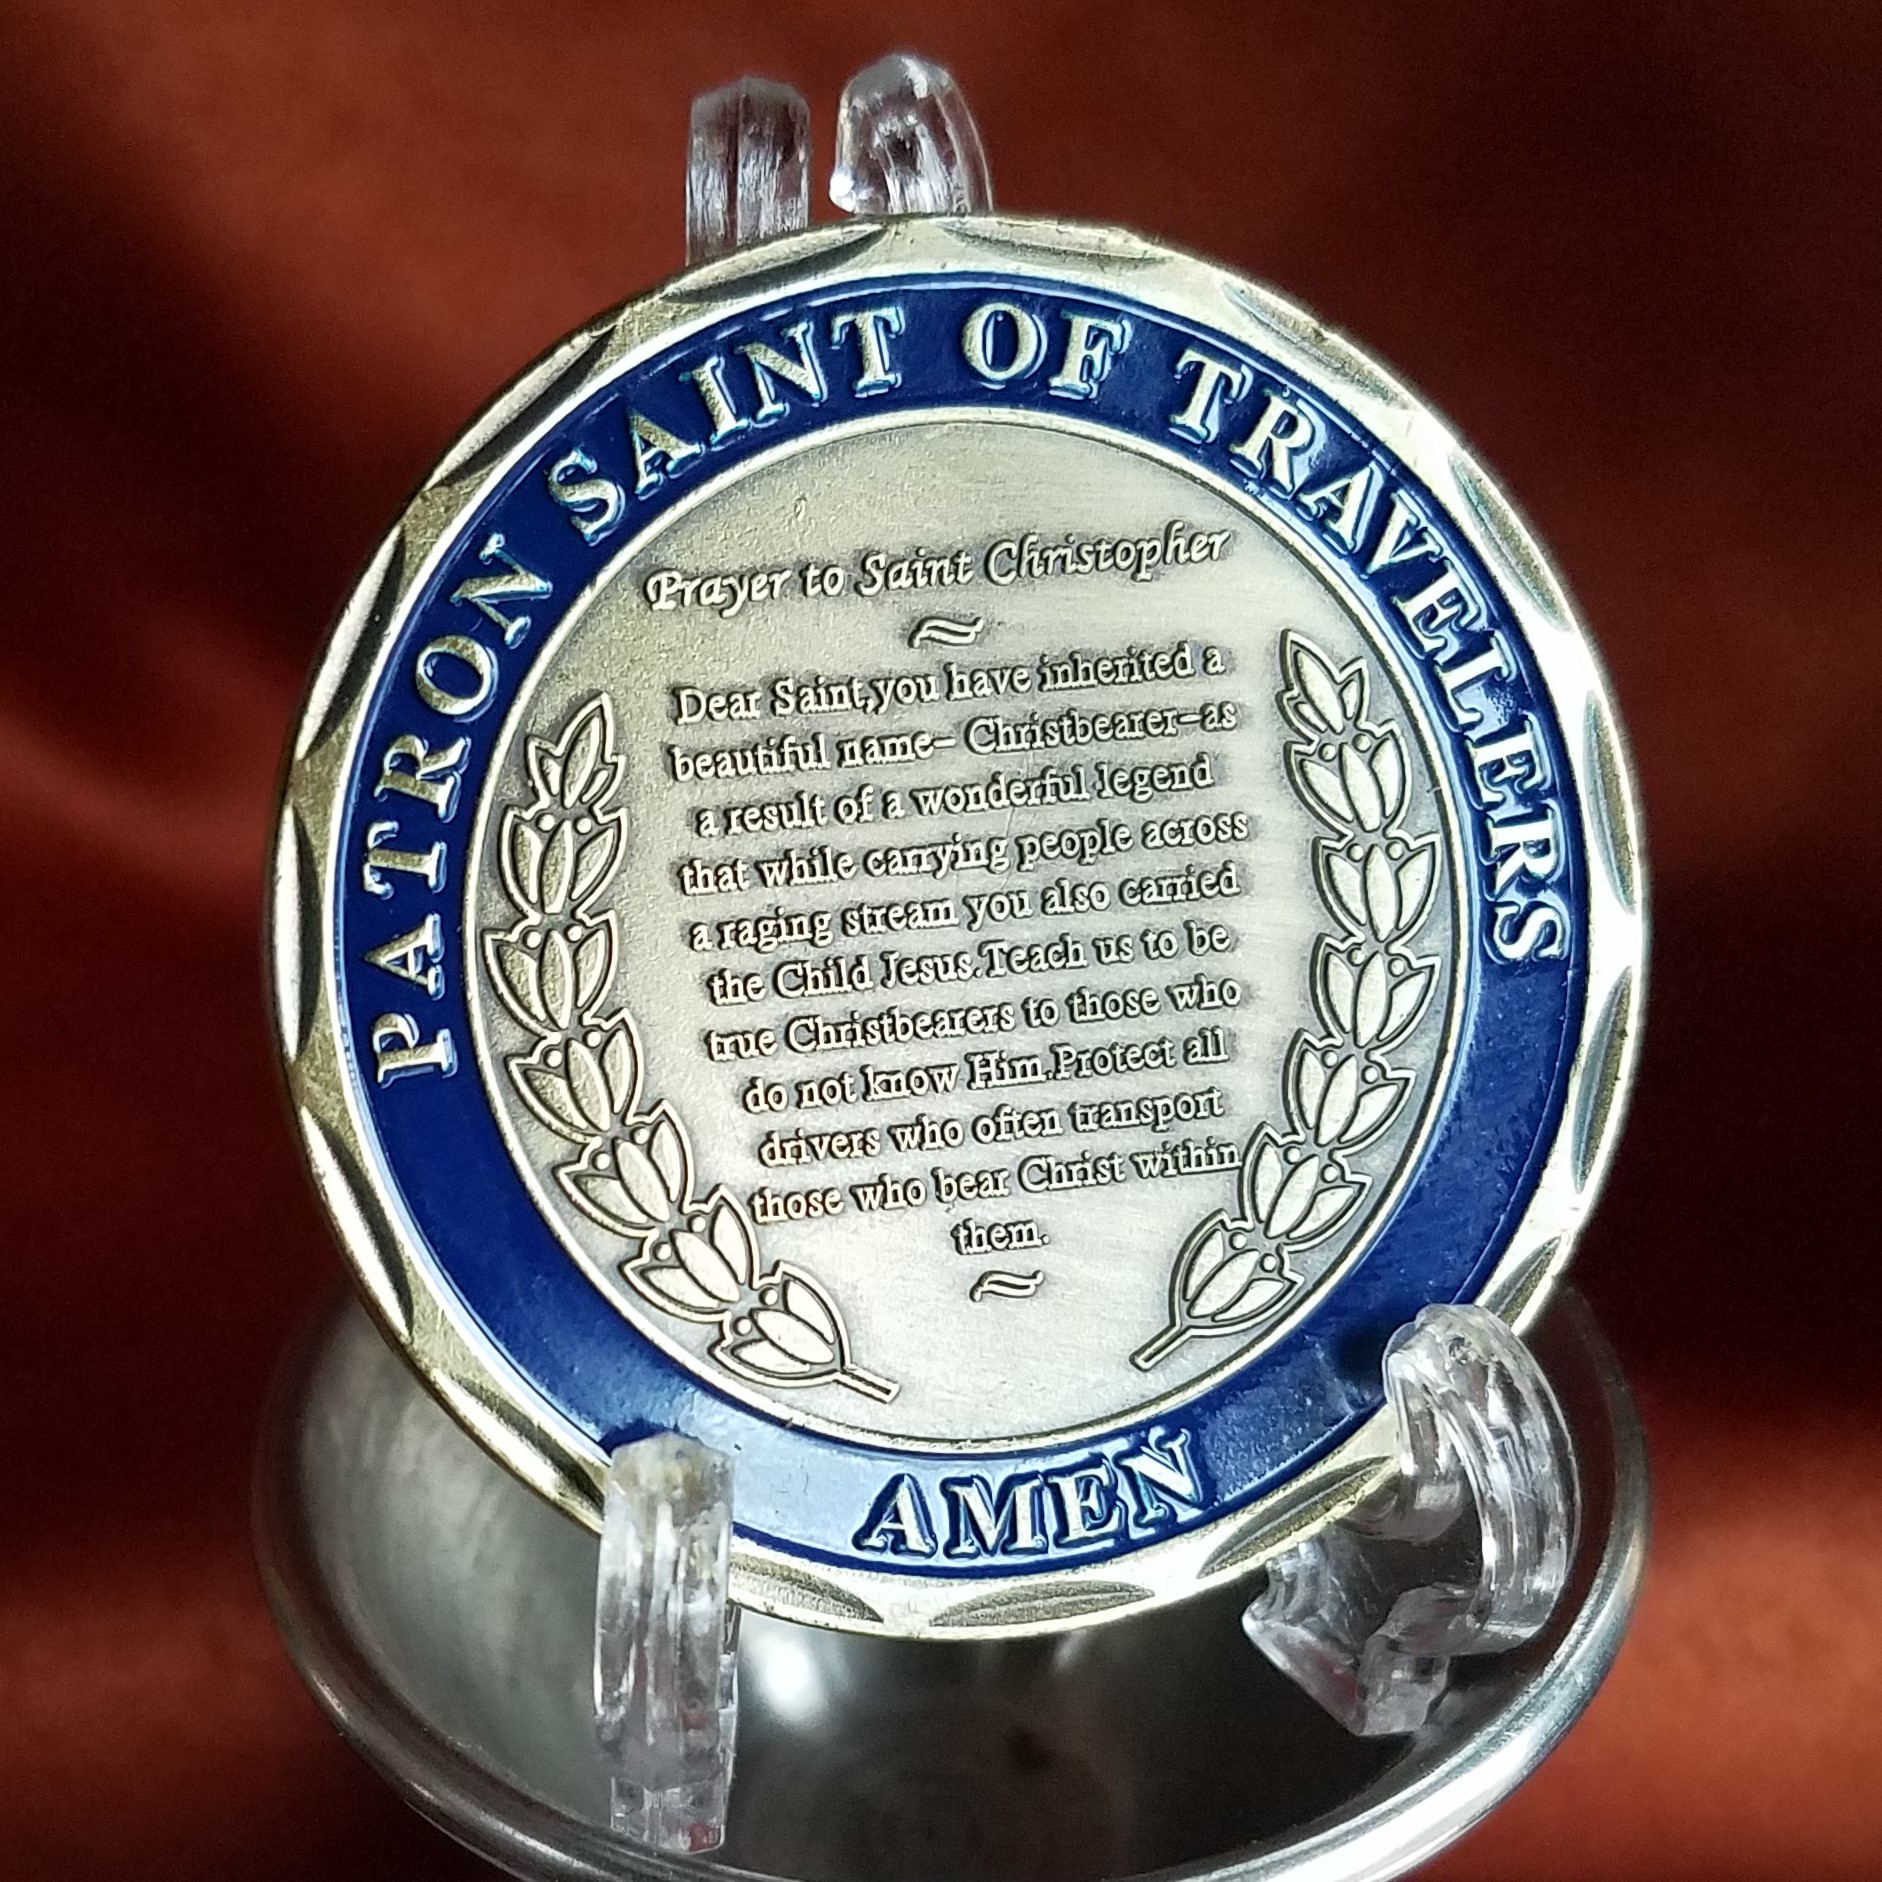 PATRON SAINT OF TRAVELLERS
Prayer to Saint Christopher
Dear Saint,you have inherited a
beautiful name- Christbearer-as
a result of a wonderful legend
that while carrying people across
a raging stream you also carried
the Child Jesus.Teach us to be
true Christbearers to those who
do not know Him.Protect all
drivers who often transport
those who bear Christ within
them.
AMEN